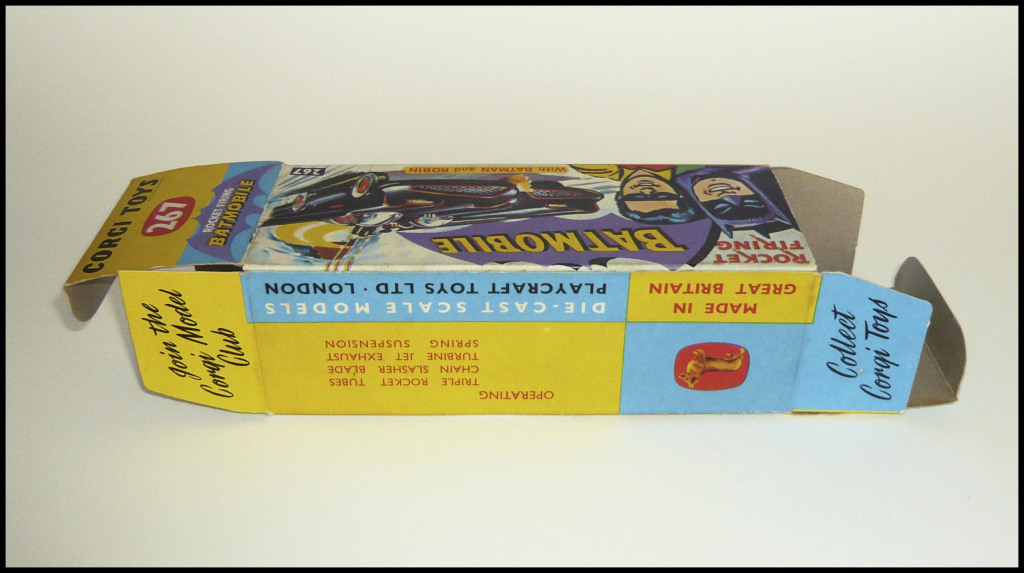 CORGI TOYS
267
ROCKET FIRING
BATMOBILE
267
With BATMAN and ROBIN
ROCKET
FIRING
BATMOBILE
Join the
Corgi Model
Club
DIE-CAST SCALE MODELS
PLAYCRAFT TOYS LTD · LONDON
MADE IN
GREAT BRITAIN
OPERATING
TRIPLE ROCKET TUBES
CHAIN SLASHER BLADE
TURBINE JET EXHAUST
SPRING SUSPENSION
Collect
Corgi Toys